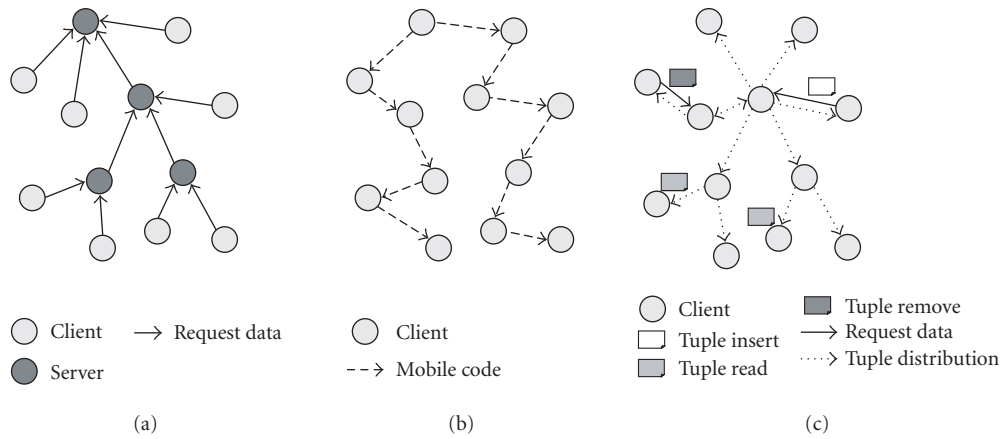 Client
Request data
Server
(a)
Client
Mobile code
(b)
Client
Tuple insert
Tuple read
Tuple remove
Request data
Tuple distribution
(c)